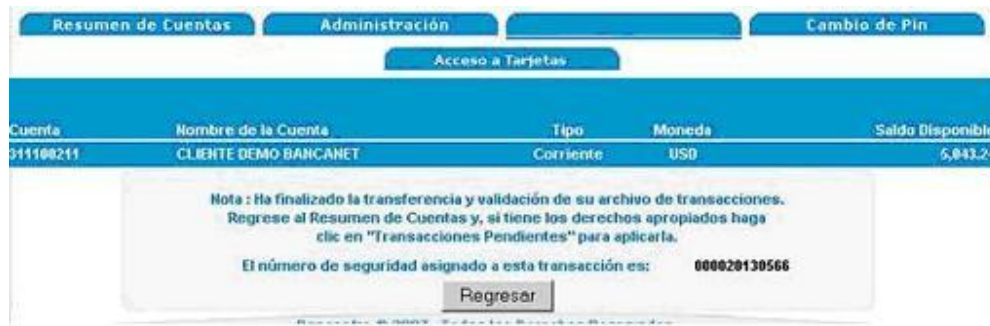 Resumen de Cuentas Administración Cambio de Pin
Acceso a Tarjetas
Cuenta Nombre de la Cuenta Tipo Moneda Saldo Disponible
311100211 CLIENTE DEMO BANCANET Corriente USD 5,043.2
Nota : Ha finalizado la transferencia y validación de su archivo de transacciones.
Regrese al Resumen de Cuentas y, si tiene los derechos apropiados haga
clic en "Transacciones Pendientes" para aplicarla.
El número de seguridad asignado a esta transacción es: 000020130566
Regresar